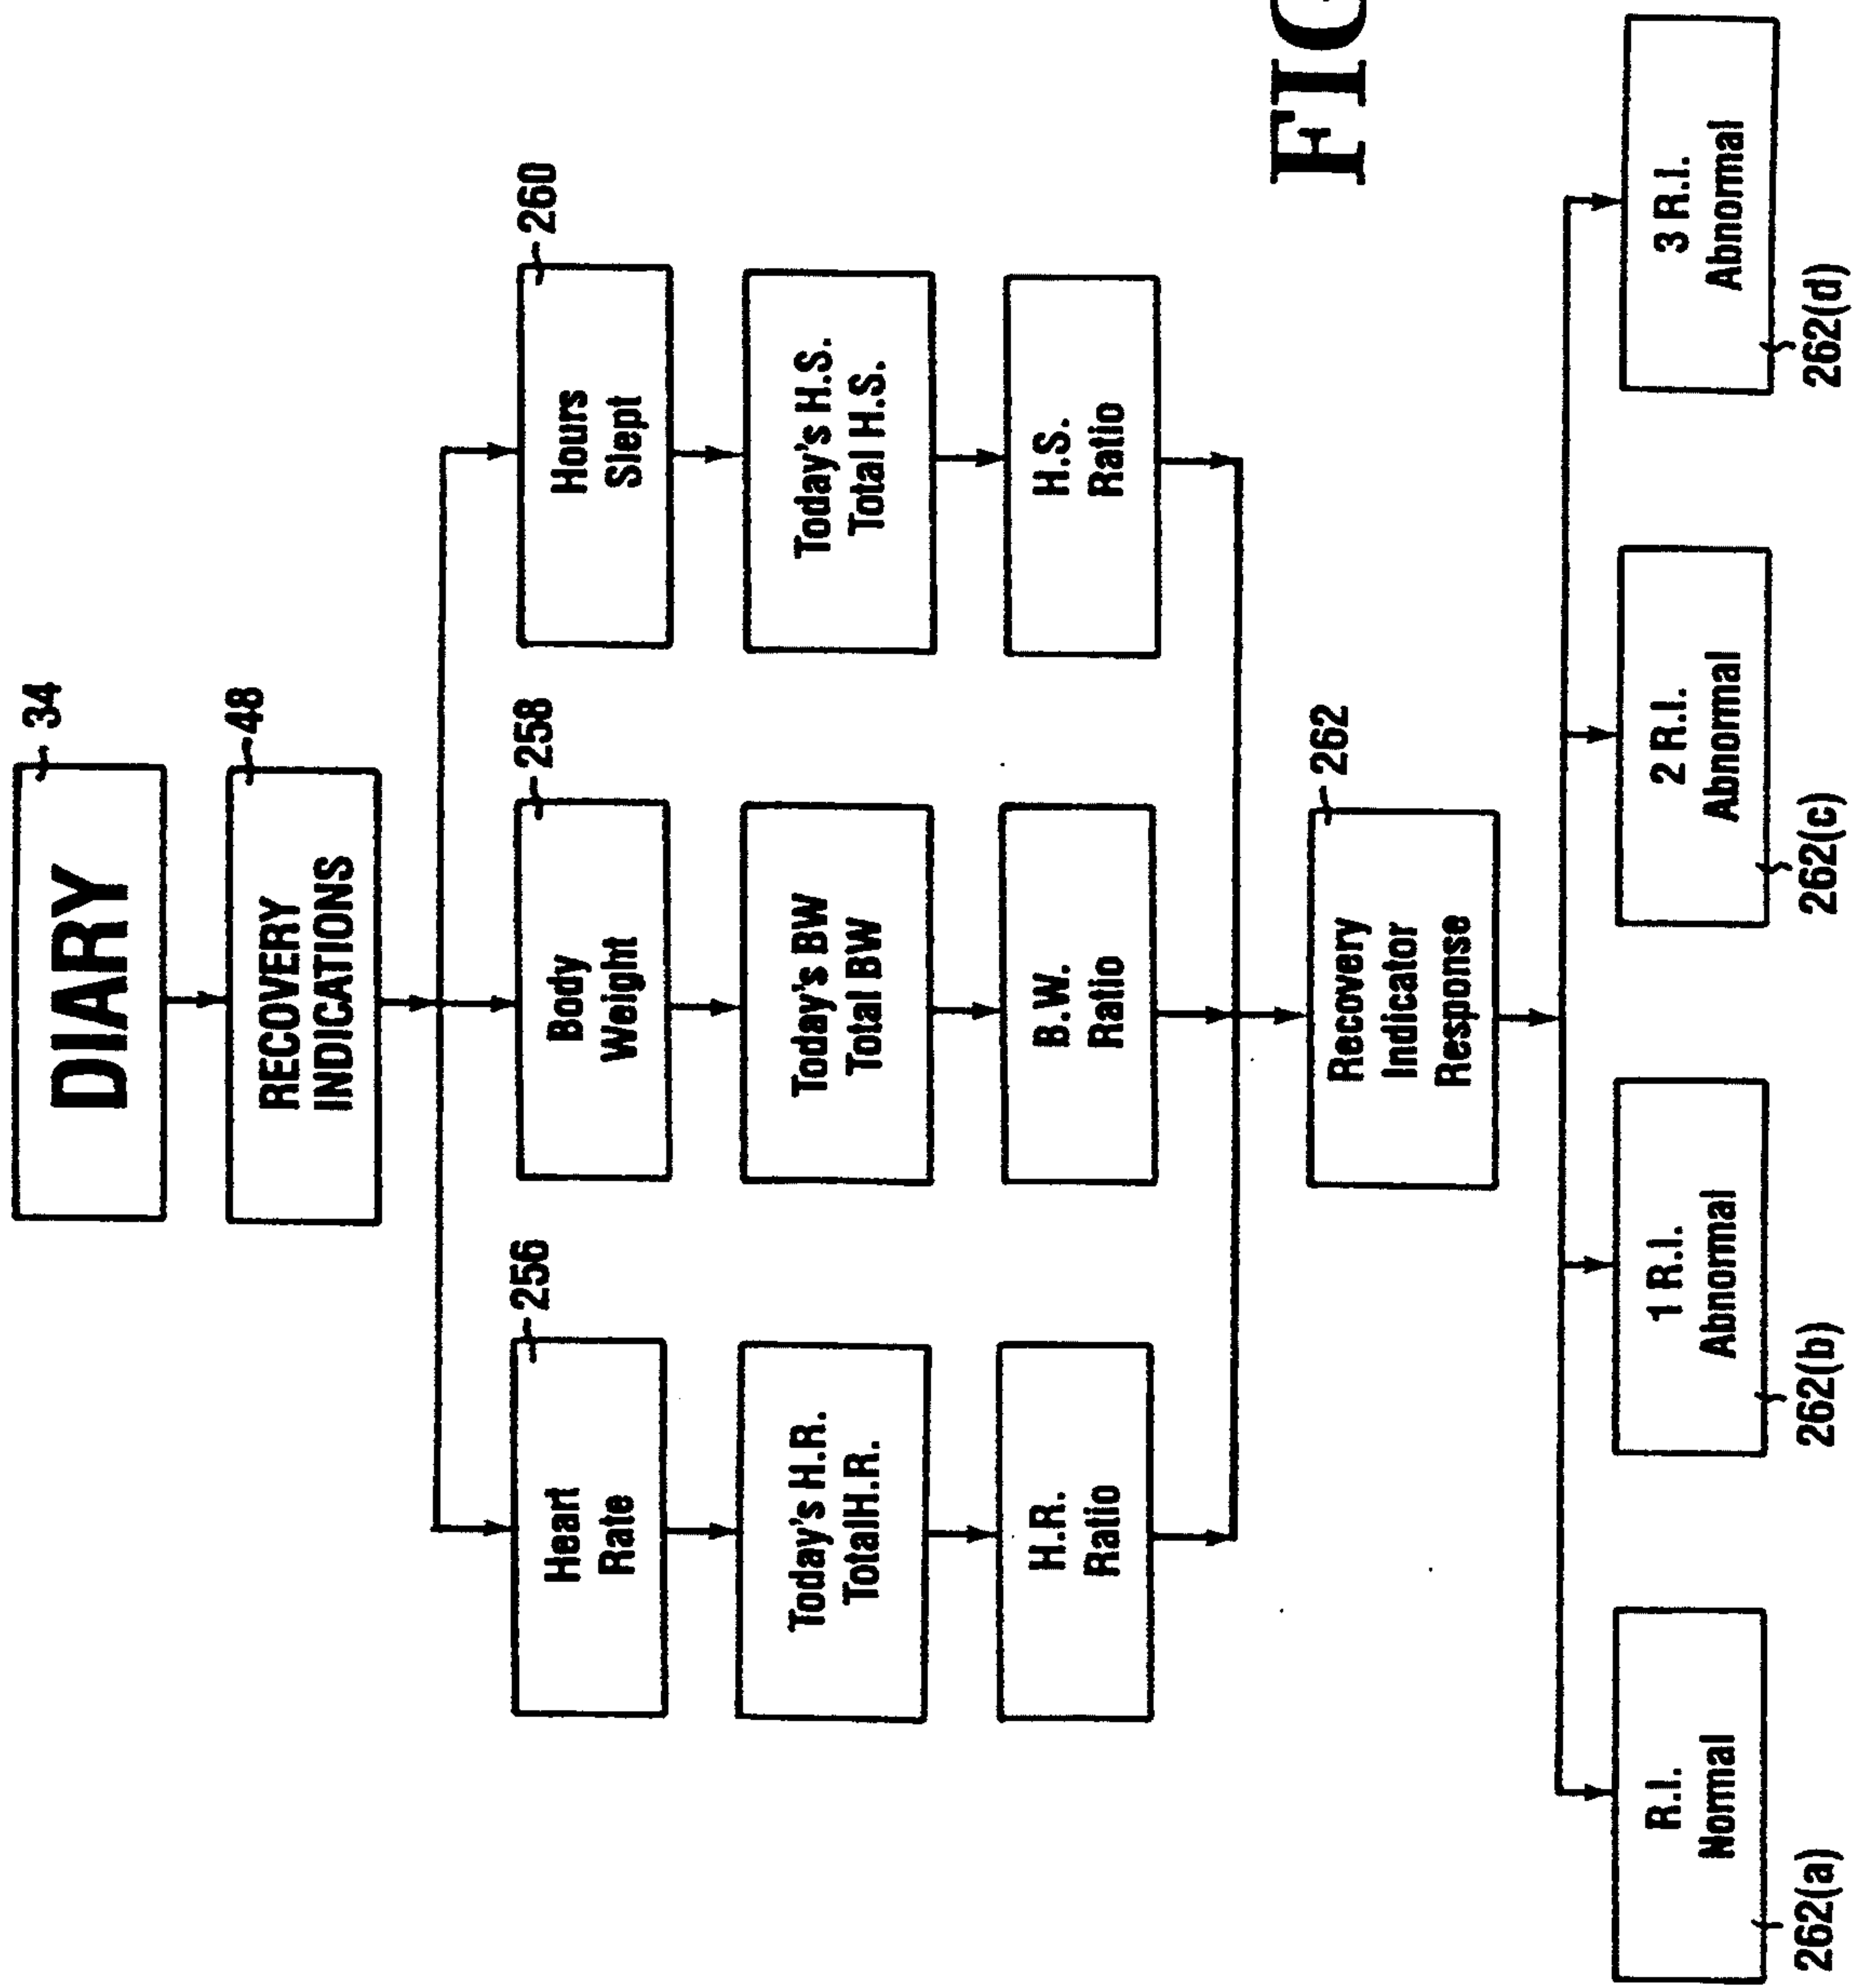 DIARY
34
RECOVERY
INDICATIONS
48
Heart
Rate
256
Body
Weight
258
Hours
Slept
260
Today's H.R.
TotalH.R.
Today's BW
Total BW
Today's H.S.
Total H.S.
H.R.
Ratio
B.W.
Ratio
H.S.
Ratio
Recovery
Indicator
Response
262
FIG
R.I.
Normal
262(a)
1 R.I.
Abnormal
262(b)
2 R.I.
Abnormal
262(c)
3 R.I.
Abnormal
262(d)